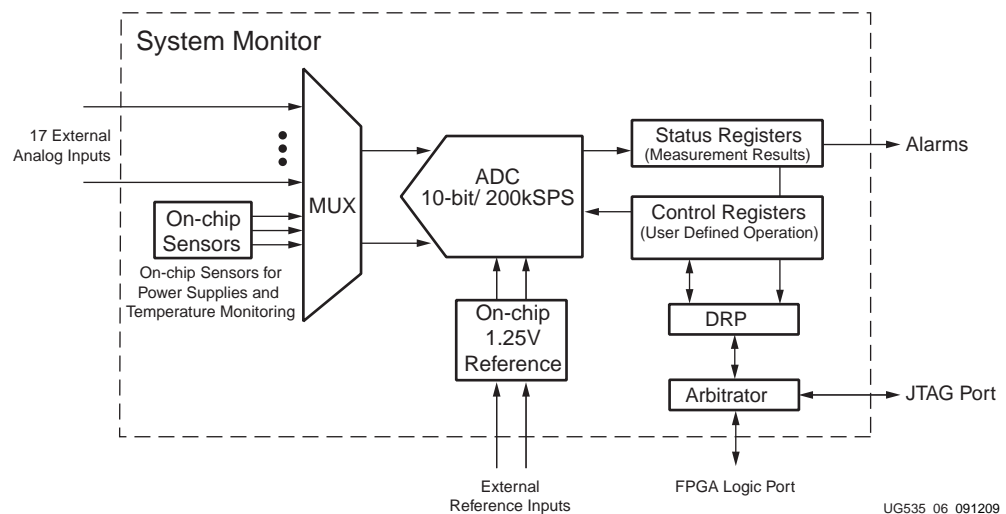 System Monitor
17 External
Analog Inputs
On-chip
Sensors
On-chip Sensors for
Power Supplies and
Temperature Monitoring
MUX
ADC
10-bit/ 200kSPS
On-chip
1.25V
Reference
External
Reference Inputs
Status Registers
(Measurement Results)
Alarms
Control Registers
(User Defined Operation)
DRP
Arbitrator
JTAG Port
FPGA Logic Port
UG535_06_091209